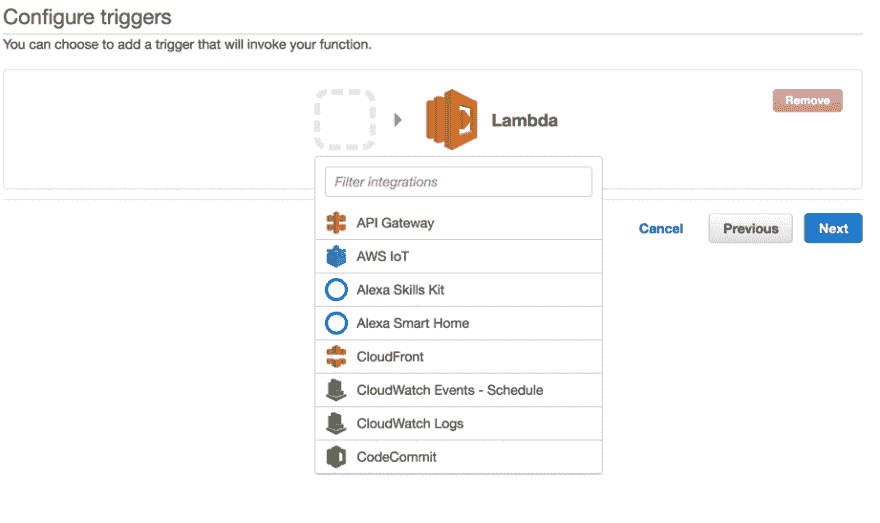 Configure triggers
You can choose to add a trigger that will invoke your function.
Remove
Lambda
Filter integrations
API Gateway
AWS IoT
Alexa Skills Kit
Alexa Smart Home
CloudFront
CloudWatch Events - Schedule
CloudWatch Logs
CodeCommit
Cancel
Previous
Next